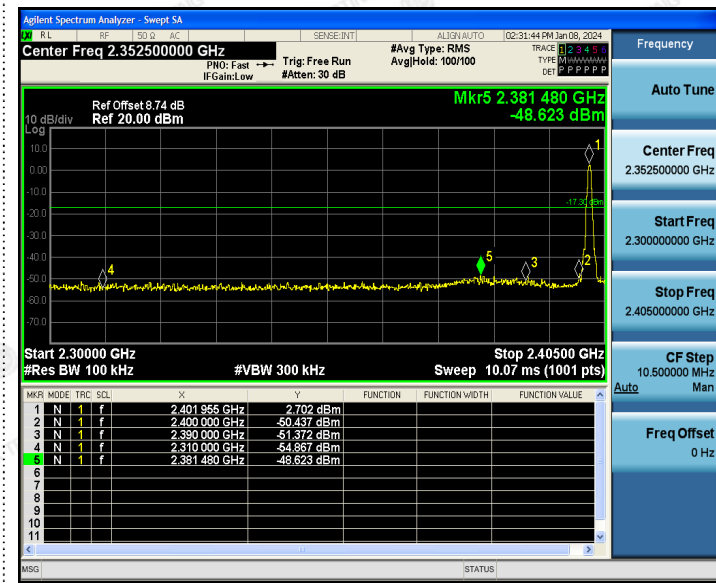 Agilent Spectrum Analyzer - Swept SA
RL RF 50 Ω AC SENSE:INT ALIGN AUTO 02:31:44 PM Jan 08, 2024
Center Freq 2.352500000 GHz
PNO: Fast
IFGain:Low
Trig: Free Run
#Atten: 30 dB
#Avg Type: RMS
Avg|Hold: 100/100
TRACE 1 2 3 4 5 6
TYPE M
DET P P P P P P
Mkr5 2.381 480 GHz
-48.623 dBm
Ref Offset 8.74 dB
10 dB/div Ref 20.00 dBm
Log
10.0
0.00
-10.0
-20.0
-30.0
-40.0
-50.0
-60.0
-70.0
-17.30 dBm
1
2
3
4
5
Start 2.30000 GHz Stop 2.40500 GHz
#Res BW 100 kHz #VBW 300 kHz Sweep 10.07 ms (1001 pts)
MKR MODE TRC SCL X Y FUNCTION FUNCTION WIDTH FUNCTION VALUE
1 N 1 f 2.401 955 GHz 2.702 dBm
2 N 1 f 2.400 000 GHz -50.437 dBm
3 N 1 f 2.390 000 GHz -51.372 dBm
4 N 1 f 2.310 000 GHz -54.867 dBm
5 N 1 f 2.381 480 GHz -48.623 dBm
6
7
8
9
10
11
MSG STATUS
Frequency
Auto Tune
Center Freq
2.352500000 GHz
Start Freq
2.300000000 GHz
Stop Freq
2.405000000 GHz
CF Step
10.500000 MHz
Auto Man
Freq Offset
0 Hz